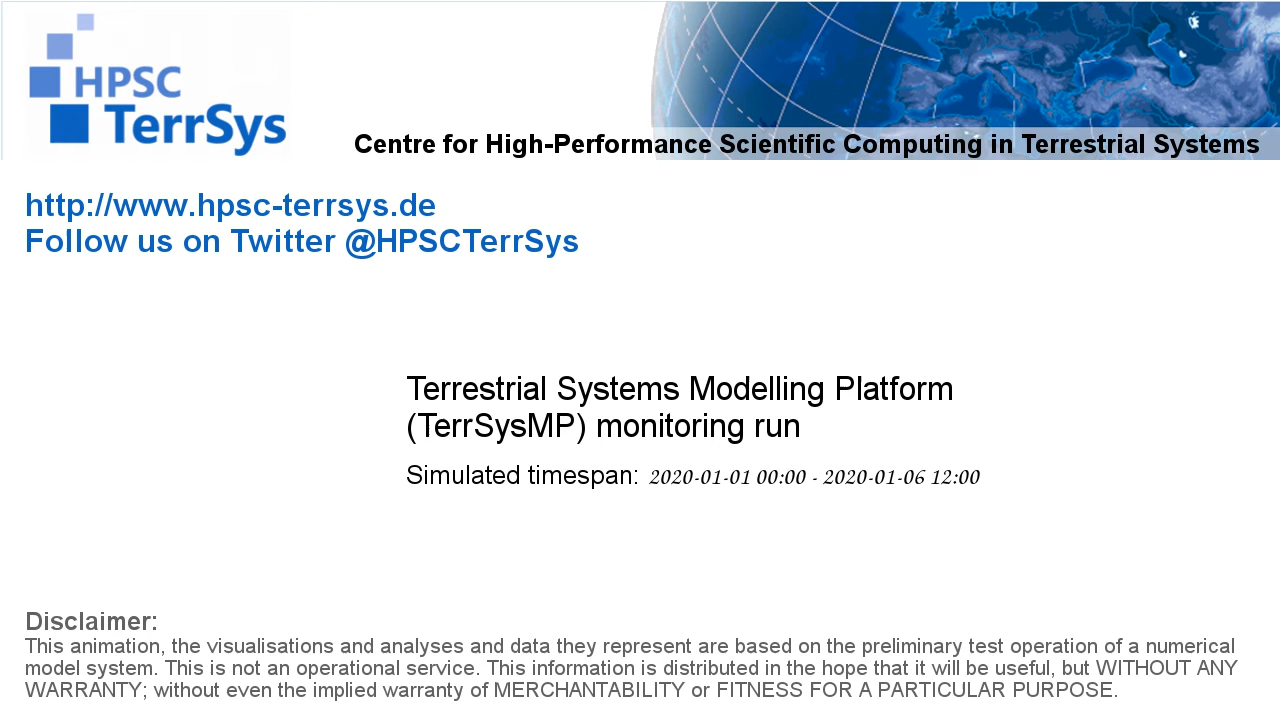 HPSC
TerrSys
Centre for High-Performance Scientific Computing in Terrestrial Systems
http://www.hpsc-terrsys.de
Follow us on Twitter @HPSCTerrSys
Terrestrial Systems Modelling Platform
(TerrSysMP) monitoring run
Simulated timespan: 2020-01-01 00:00 - 2020-01-06 12:00
Disclaimer:
This animation, the visualisations and analyses and data they represent are based on the preliminary test operation of a numerical
model system. This is not an operational service. This information is distributed in the hope that it will be useful, but WITHOUT ANY
WARRANTY; without even the implied warranty of MERCHANTABILITY or FITNESS FOR A PARTICULAR PURPOSE.